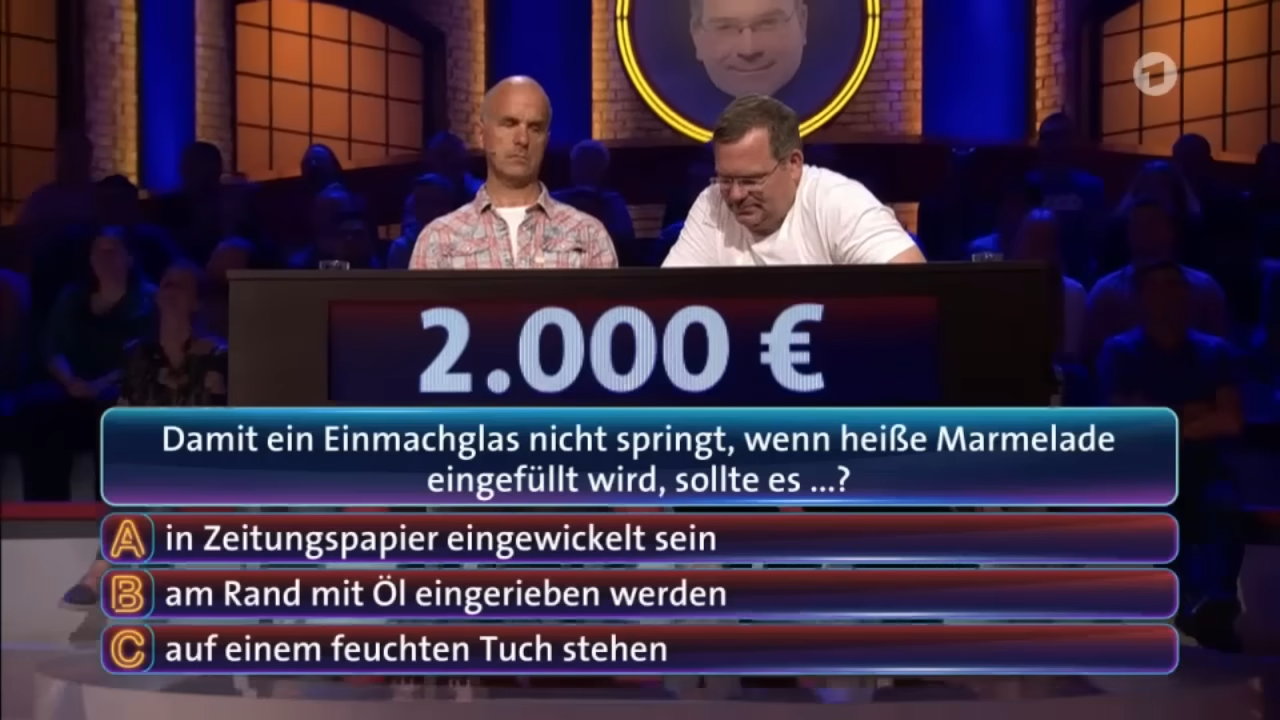 1
2.000 €
Damit ein Einmachglas nicht springt, wenn heiße Marmelade
eingefüllt wird, sollte es ...?
A in Zeitungspapier eingewickelt sein
B am Rand mit Öl eingerieben werden
C auf einem feuchten Tuch stehen